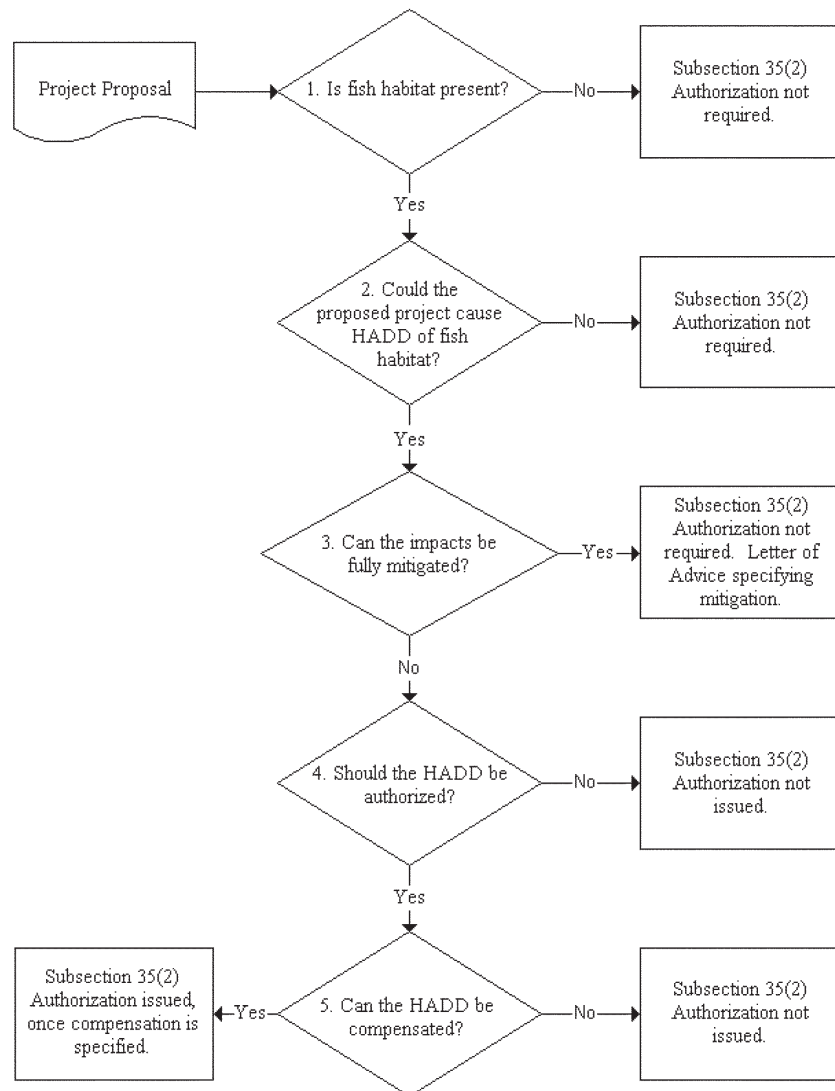 Project Proposal
1. Is fish habitat present?
No
Subsection 35(2)
Authorization not
required.
Yes
2. Could the
proposed project cause
HADD of fish
habitat?
No
Subsection 35(2)
Authorization not
required.
Yes
3. Can the impacts be
fully mitigated?
Yes
Subsection 35(2)
Authorization not
required. Letter of
Advice specifying
mitigation.
No
4. Should the HADD be
authorized?
No
Subsection 35(2)
Authorization not
issued.
Yes
5. Can the HADD be
compensated?
Yes
Subsection 35(2)
Authorization issued,
once compensation is
specified.
No
Subsection 35(2)
Authorization not
issued.